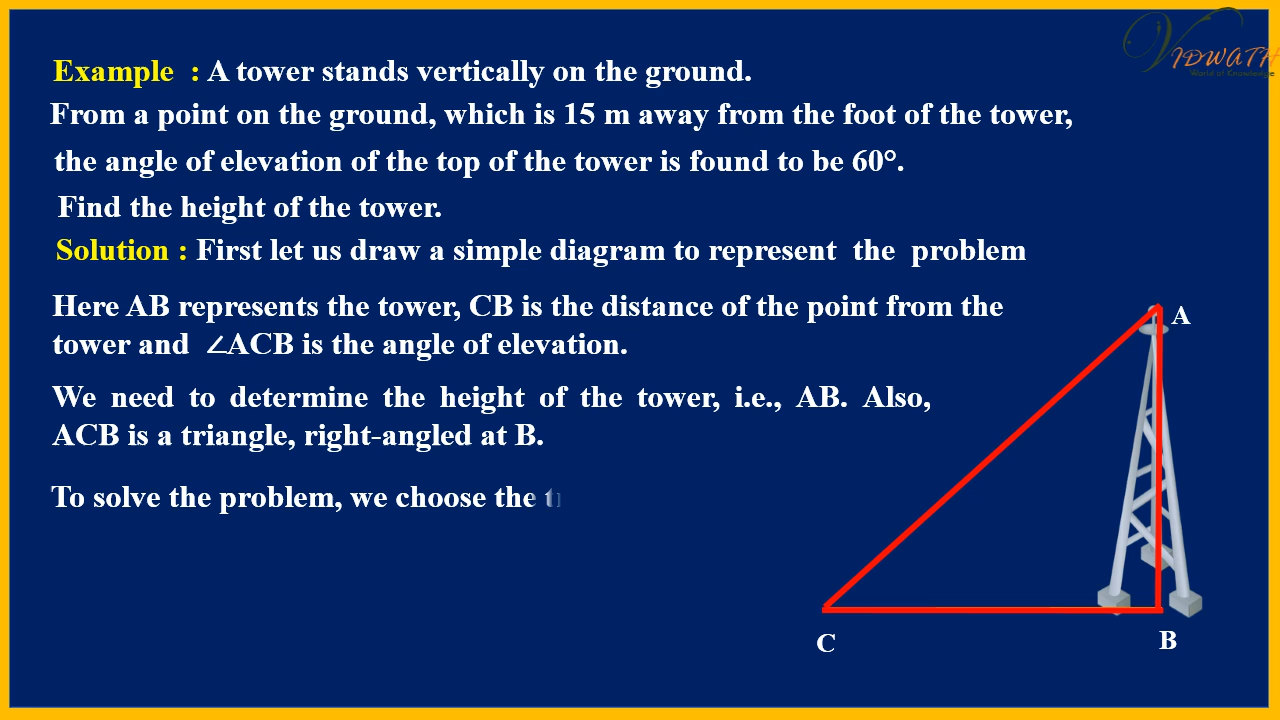 VIDWATH
World of Knowledge
Example : A tower stands vertically on the ground.
From a point on the ground, which is 15 m away from the foot of the tower,
the angle of elevation of the top of the tower is found to be 60°.
Find the height of the tower.
Solution : First let us draw a simple diagram to represent the problem
Here AB represents the tower, CB is the distance of the point from the
tower and ∠ACB is the angle of elevation.
We need to determine the height of the tower, i.e., AB. Also,
ACB is a triangle, right-angled at B.
To solve the problem, we choose the
A
C
B